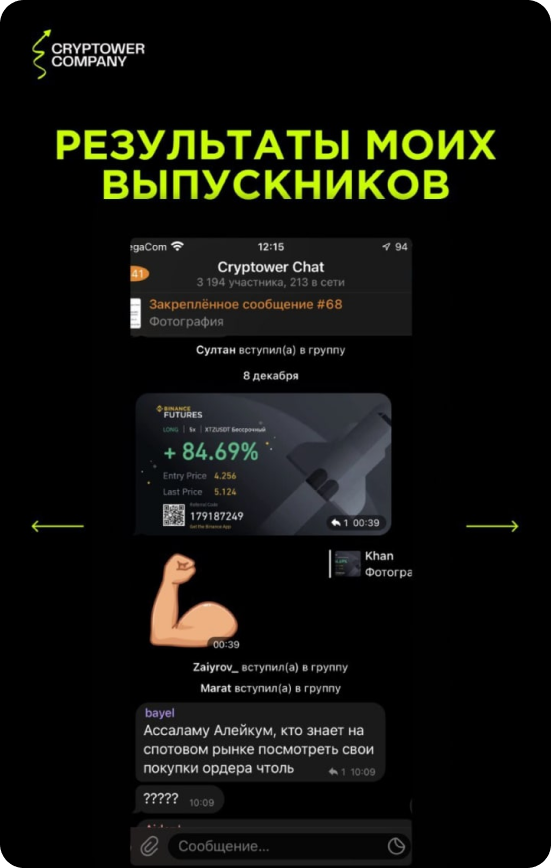 CRYPTOWER
COMPANY
РЕЗУЛЬТАТЫ МОИХ
ВЫПУСКНИКОВ
egaCom 12:15 94
41
Cryptower Chat
3 194 участника, 213 в сети
Закреплённое сообщение #68
Фотография
Султан вступил(а) в группу
8 декабря
BINANCE
FUTURES
LONG | 5x | XTZUSDT Бессрочный
+ 84.69%
Entry Price 4.256
Last Price 5.124
Referral Code
179187249
Get the Binance App
1 00:39
Khan
Фотогра
00:39
Zaiyrov_ вступил(а) в группу
Marat вступил(а) в группу
bayel
Ассаламу Алейкум, кто знает на
спотовом рынке посмотреть свои
покупки ордера чтоль
1 10:09
????? 10:09
Сообщение...